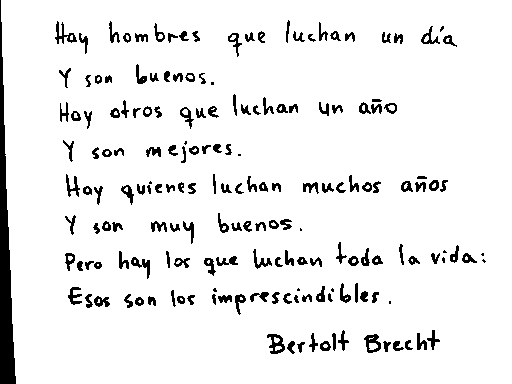 Hay hombres que luchan un día
Y son buenos.
Hay otros que luchan un año
Y son mejores.
Hay quienes luchan muchos años
Y son muy buenos.
Pero hay los que luchan toda la vida:
Esos son los imprescindibles.
Bertolt Brecht